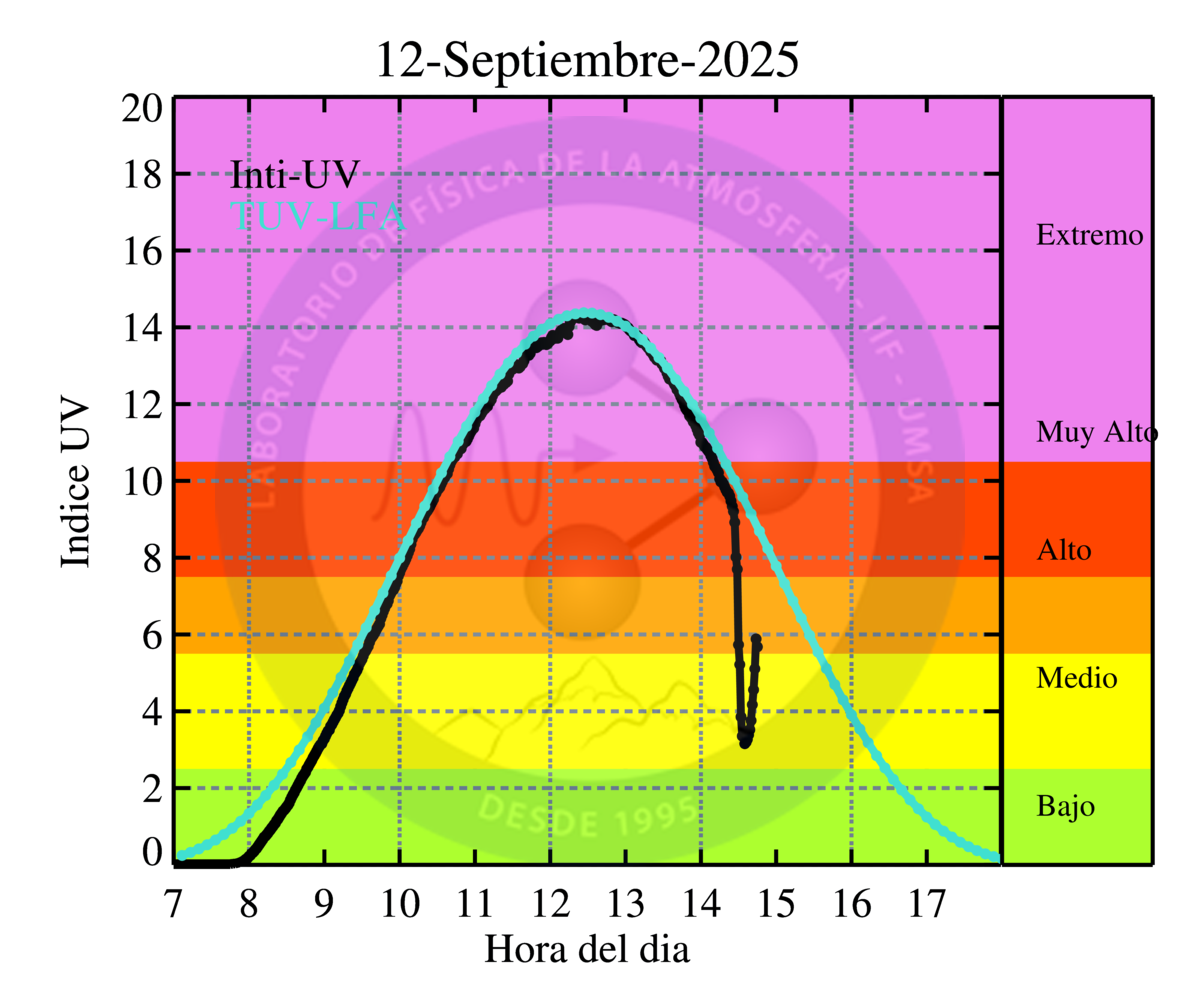 12-Septiembre-2025
20
18
16
14
12
10
8
6
4
2
0
Indice UV
Inti-UV
TUV-LFA
LABORATORIO DE FÍSICA DE LA ATMÓSFERA - IIF - UMSA
DESDE 1995
Extremo
Muy Alto
Alto
Medio
Bajo
7 8 9 10 11 12 13 14 15 16 17
Hora del dia